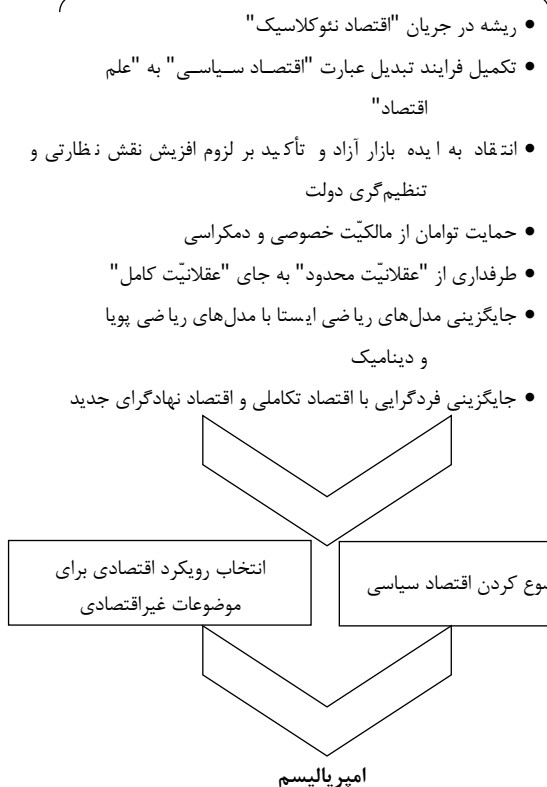 • ریشه در جریان "اقتصاد نئوکلاسیک"
• تکمیل فرایند تبدیل عبارت "اقتصاد سیاسی" به "علم
اقتصاد"
• انتقاد به ایده بازار آزاد و تأکید بر لزوم افزیش نقش نظارتی و
تنظیم‌گری دولت
• حمایت توامان از مالکیّت خصوصی و دمکراسی
• طرفداری از "عقلانیّت محدود" به جای "عقلانیّت کامل"
• جایگزینی مدل‌های ریاضی ایستا با مدل‌های ریاضی پویا
و دینامیک
• جایگزینی فردگرایی با اقتصاد تکاملی و اقتصاد نهادگرای جدید
کردن اقتصاد سیاسی
انتخاب رویکرد اقتصادی برای
موضوعات غیراقتصادی
امپریالیسم